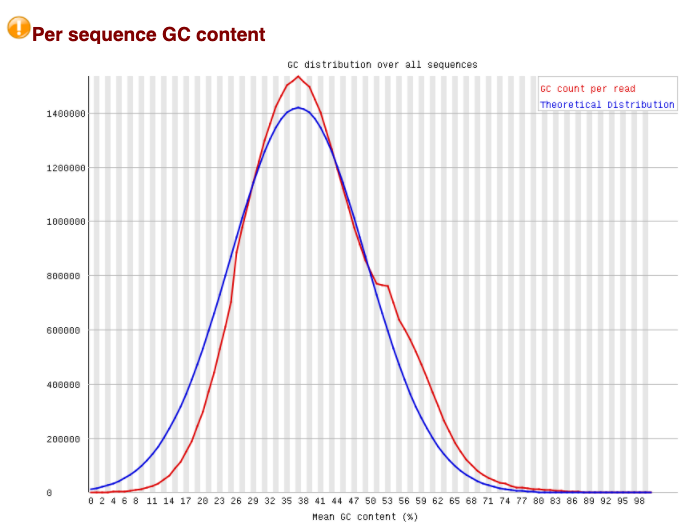 Per sequence GC content
GC distribution over all sequences
GC count per read
Theoretical Distribution
1400000
1200000
1000000
800000
600000
400000
200000
0
0 2 4 6 8 11 14 17 20 23 26 29 32 35 38 41 44 47 50 53 56 59 62 65 68 71 74 77 80 83 86 89 92 95 98
Mean GC content (%)